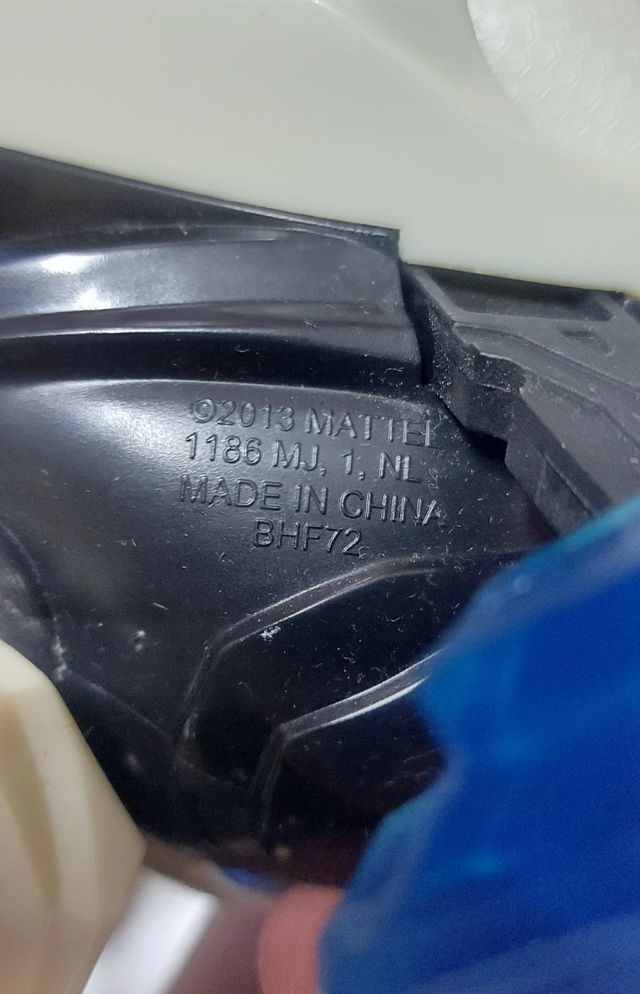 ©2013 MATTEL
1186 MJ, 1, NL
MADE IN CHINA
BHF72